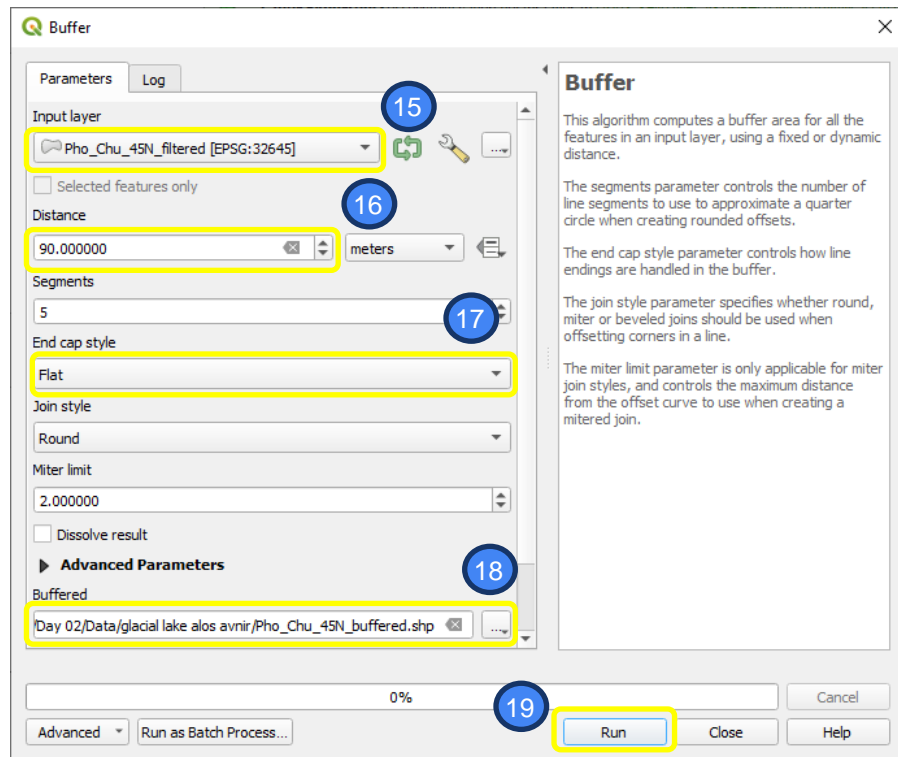 Buffer
Parameters
Log
15
Input layer
Pho_Chu_45N_filtered [EPSG:32645]
...
Selected features only
16
Distance
90.000000
meters
Segments
5
17
End cap style
Flat
Join style
Round
Miter limit
2.000000
Dissolve result
Advanced Parameters
18
Buffered
/Day 02/Data/glacial lake alos avnir/Pho_Chu_45N_buffered.shp
...
0%
Cancel
19
Advanced
Run as Batch Process...
Run
Close
Help
Buffer
This algorithm computes a buffer area for all the
features in an input layer, using a fixed or dynamic
distance.
The segments parameter controls the number of
line segments to use to approximate a quarter
circle when creating rounded offsets.
The end cap style parameter controls how line
endings are handled in the buffer.
The join style parameter specifies whether round,
miter or beveled joins should be used when
offsetting corners in a line.
The miter limit parameter is only applicable for miter
join styles, and controls the maximum distance
from the offset curve to use when creating a
mitered join.